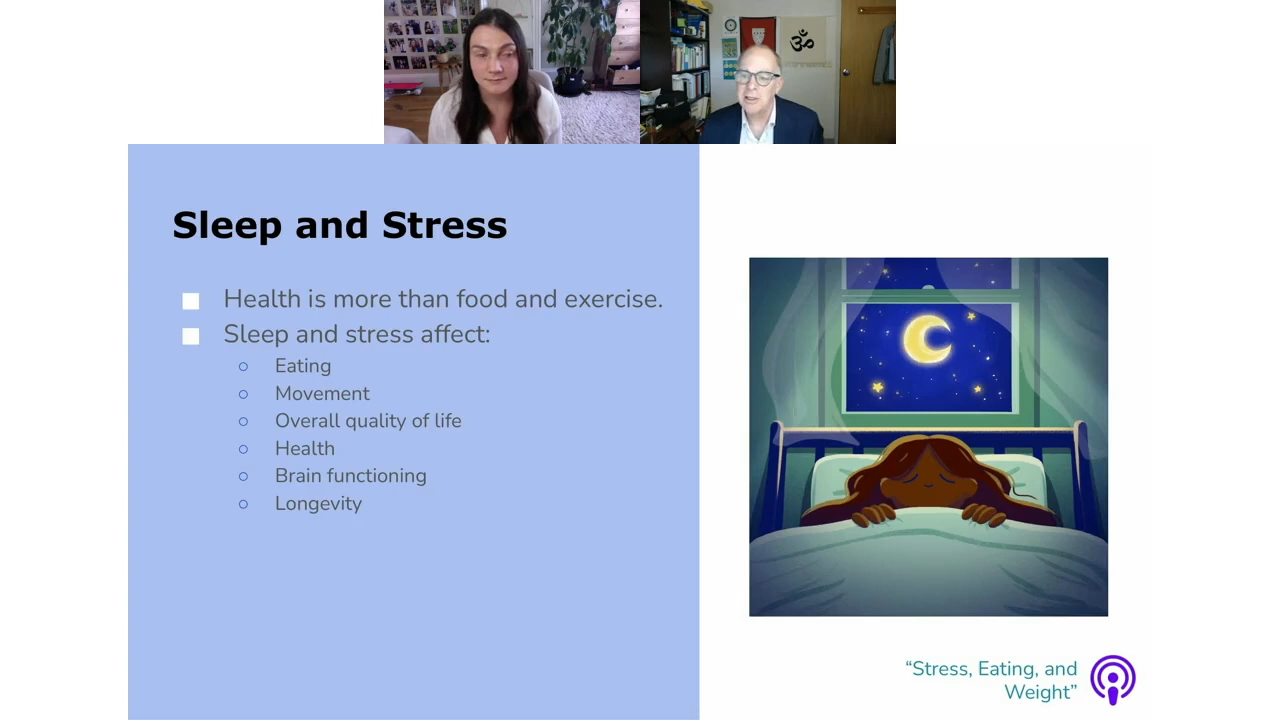 ॐ
Sleep and Stress
Health is more than food and exercise.
Sleep and stress affect:
Eating
Movement
Overall quality of life
Health
Brain functioning
Longevity
“Stress, Eating, and
Weight”